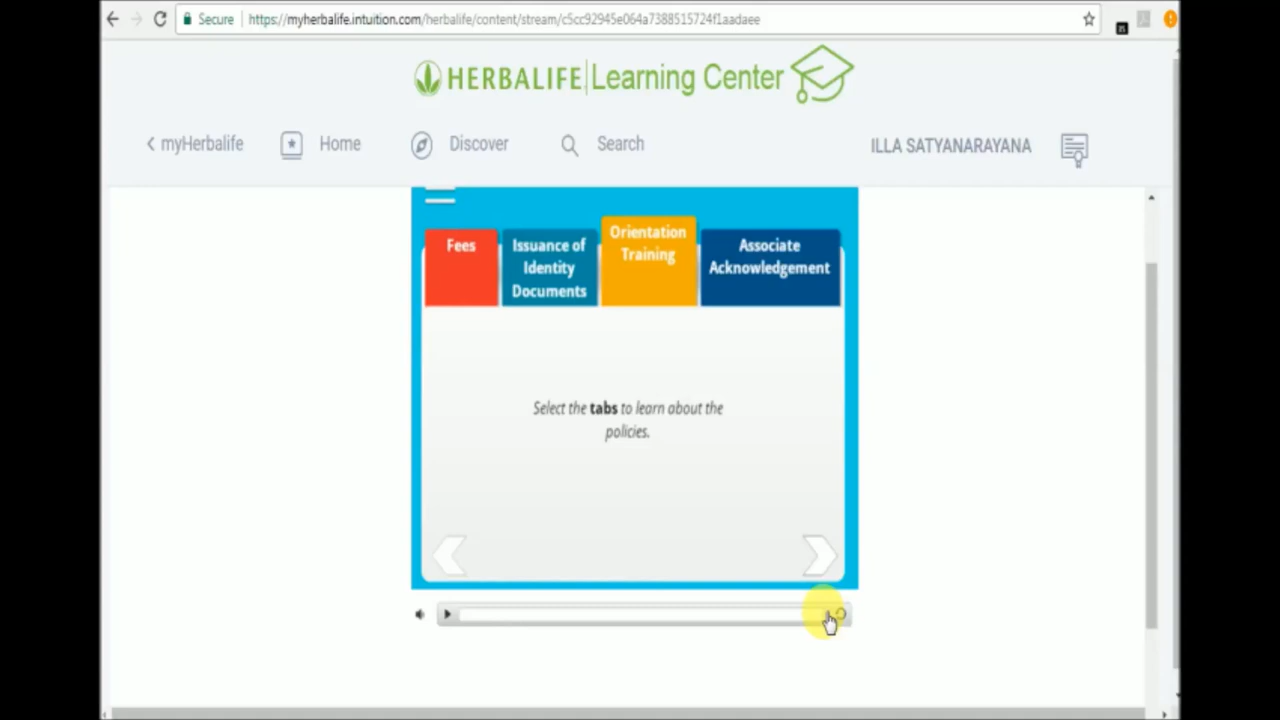 Secure https://myherbalife.intuition.com/herbalife/content/stream/c5cc92945e064a7388515724f1aadaee
HERBALIFE Learning Center
myHerbalife Home Discover Search ILLA SATYANARAYANA
Fees
Issuance of
Identity
Documents
Orientation
Training
Associate
Acknowledgement
Select the tabs to learn about the
policies.